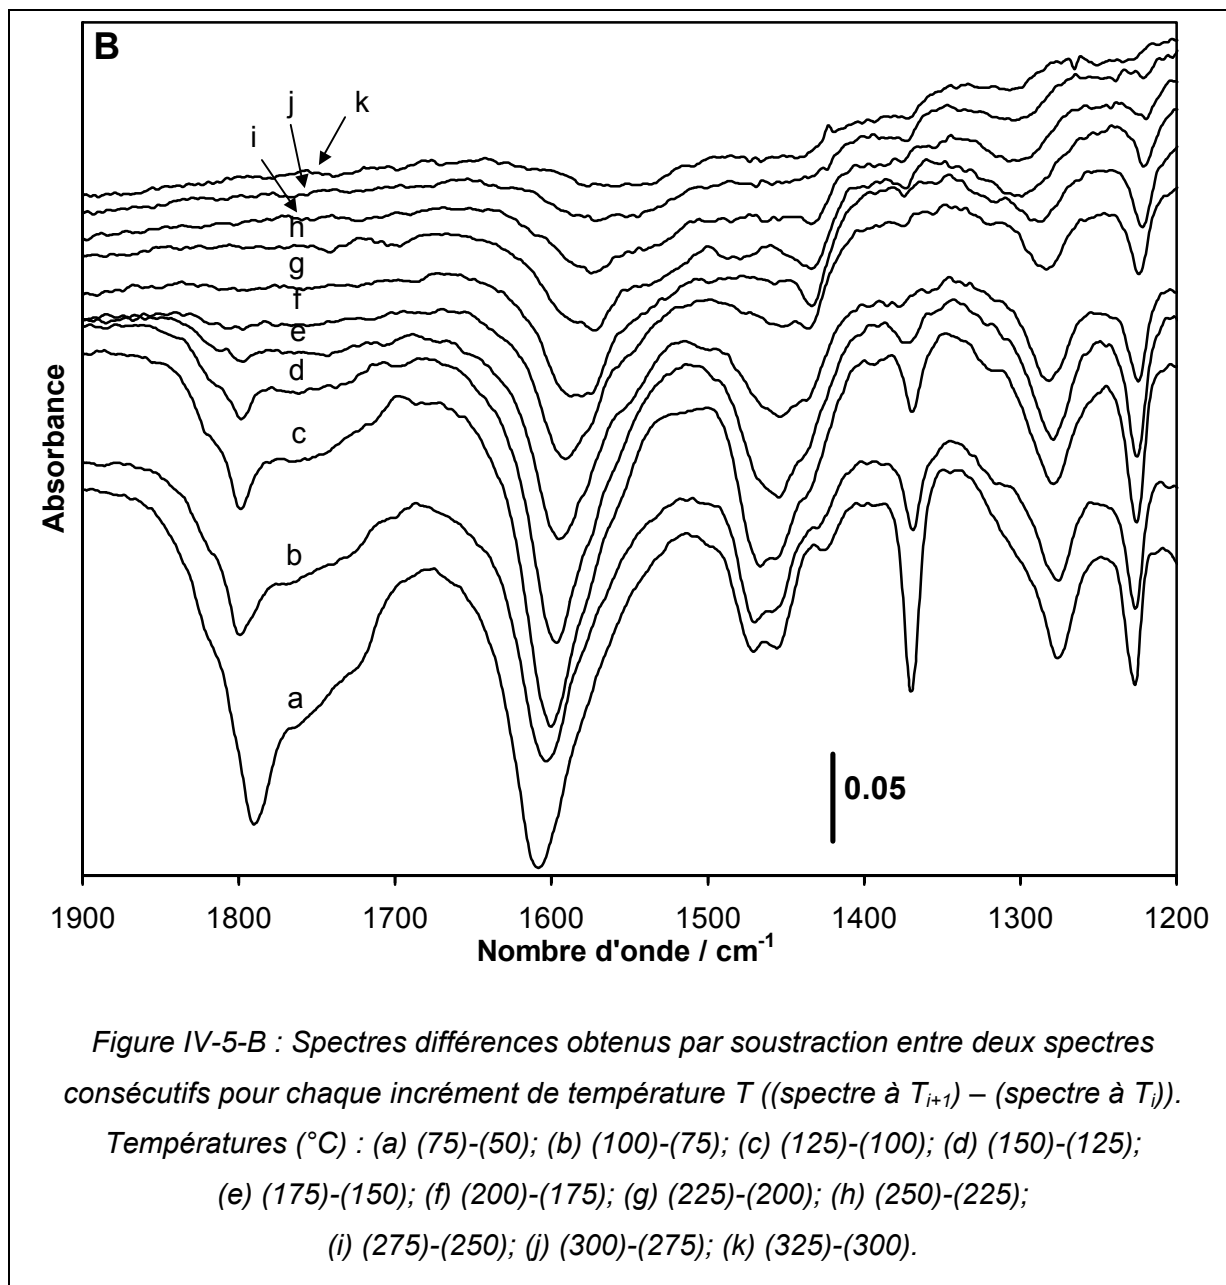 B
k
j
i
h
g
f
e
d
c
b
a
Absorbance
0.05
1900 1800 1700 1600 1500 1400 1300 1200
Nombre d'onde / cm-1
Figure IV-5-B : Spectres différences obtenus par soustraction entre deux spectres
consécutifs pour chaque incrément de température T ((spectre à Ti+1) – (spectre à Ti)).
Températures (°C) : (a) (75)-(50); (b) (100)-(75); (c) (125)-(100); (d) (150)-(125);
(e) (175)-(150); (f) (200)-(175); (g) (225)-(200); (h) (250)-(225);
(i) (275)-(250); (j) (300)-(275); (k) (325)-(300).